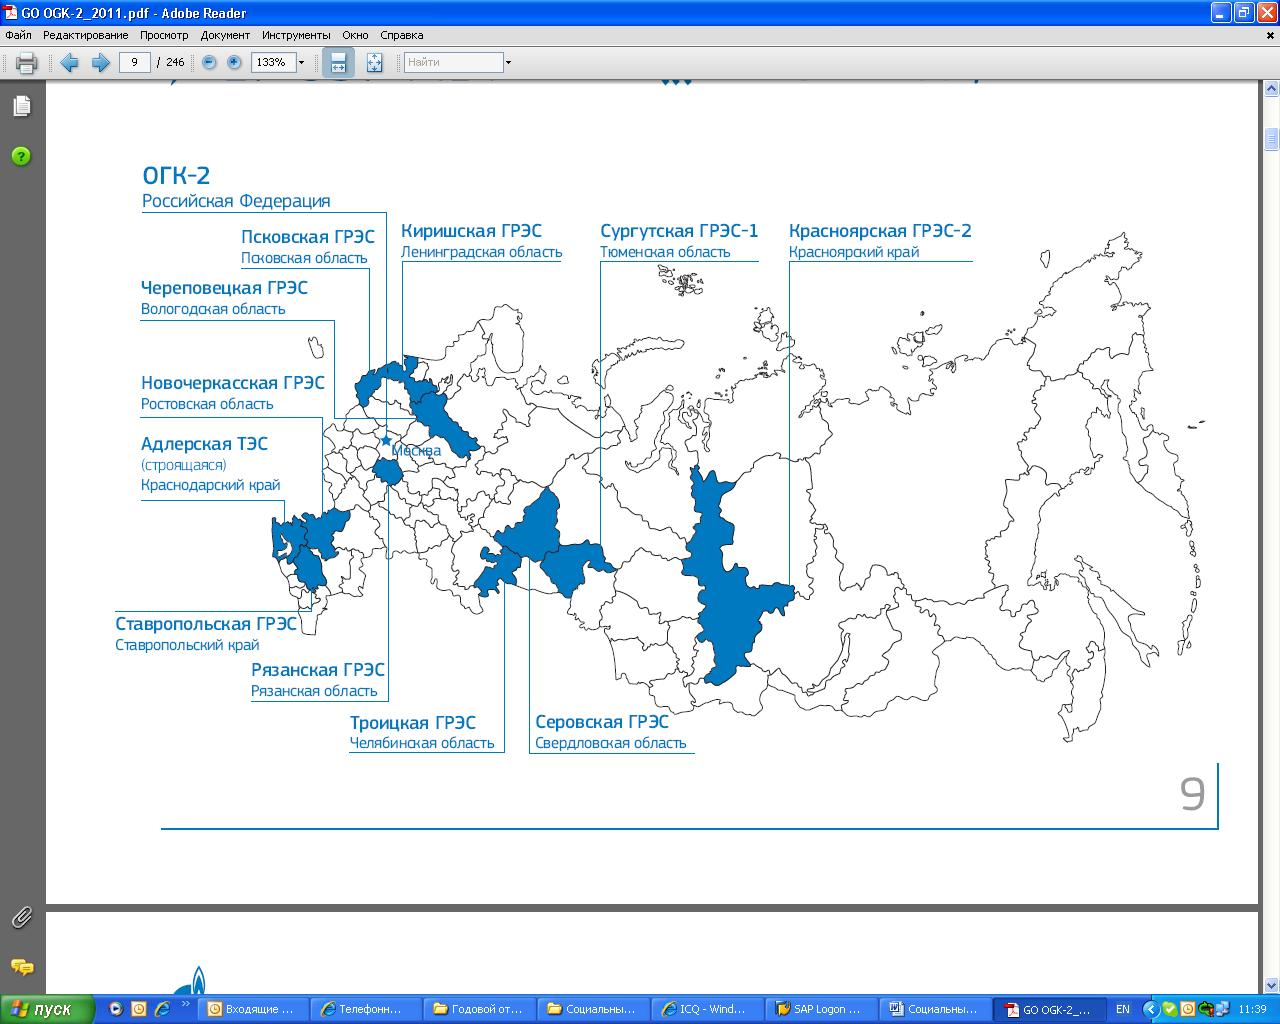 GO OGK-2_2011.pdf - Adobe Reader
Файл Редактирование Просмотр Документ Инструменты Окно Справка
9 / 246 133% Найти
ОГК-2
Российская Федерация
Псковская ГРЭС
Псковская область
Киришская ГРЭС
Ленинградская область
Сургутская ГРЭС-1
Тюменская область
Красноярская ГРЭС-2
Красноярский край
Череповецкая ГРЭС
Вологодская область
Новочеркасская ГРЭС
Ростовская область
Адлерская ТЭС
(строящаяся)
Краснодарский край
Москва
Ставропольская ГРЭС
Ставропольский край
Рязанская ГРЭС
Рязанская область
Троицкая ГРЭС
Челябинская область
Серовская ГРЭС
Свердловская область
9
пуск Входящие ... Телефонн... Годовой от... Социальны... ICQ - Wind... SAP Logon ... Социальны... GO OGK-2_... EN 11:39